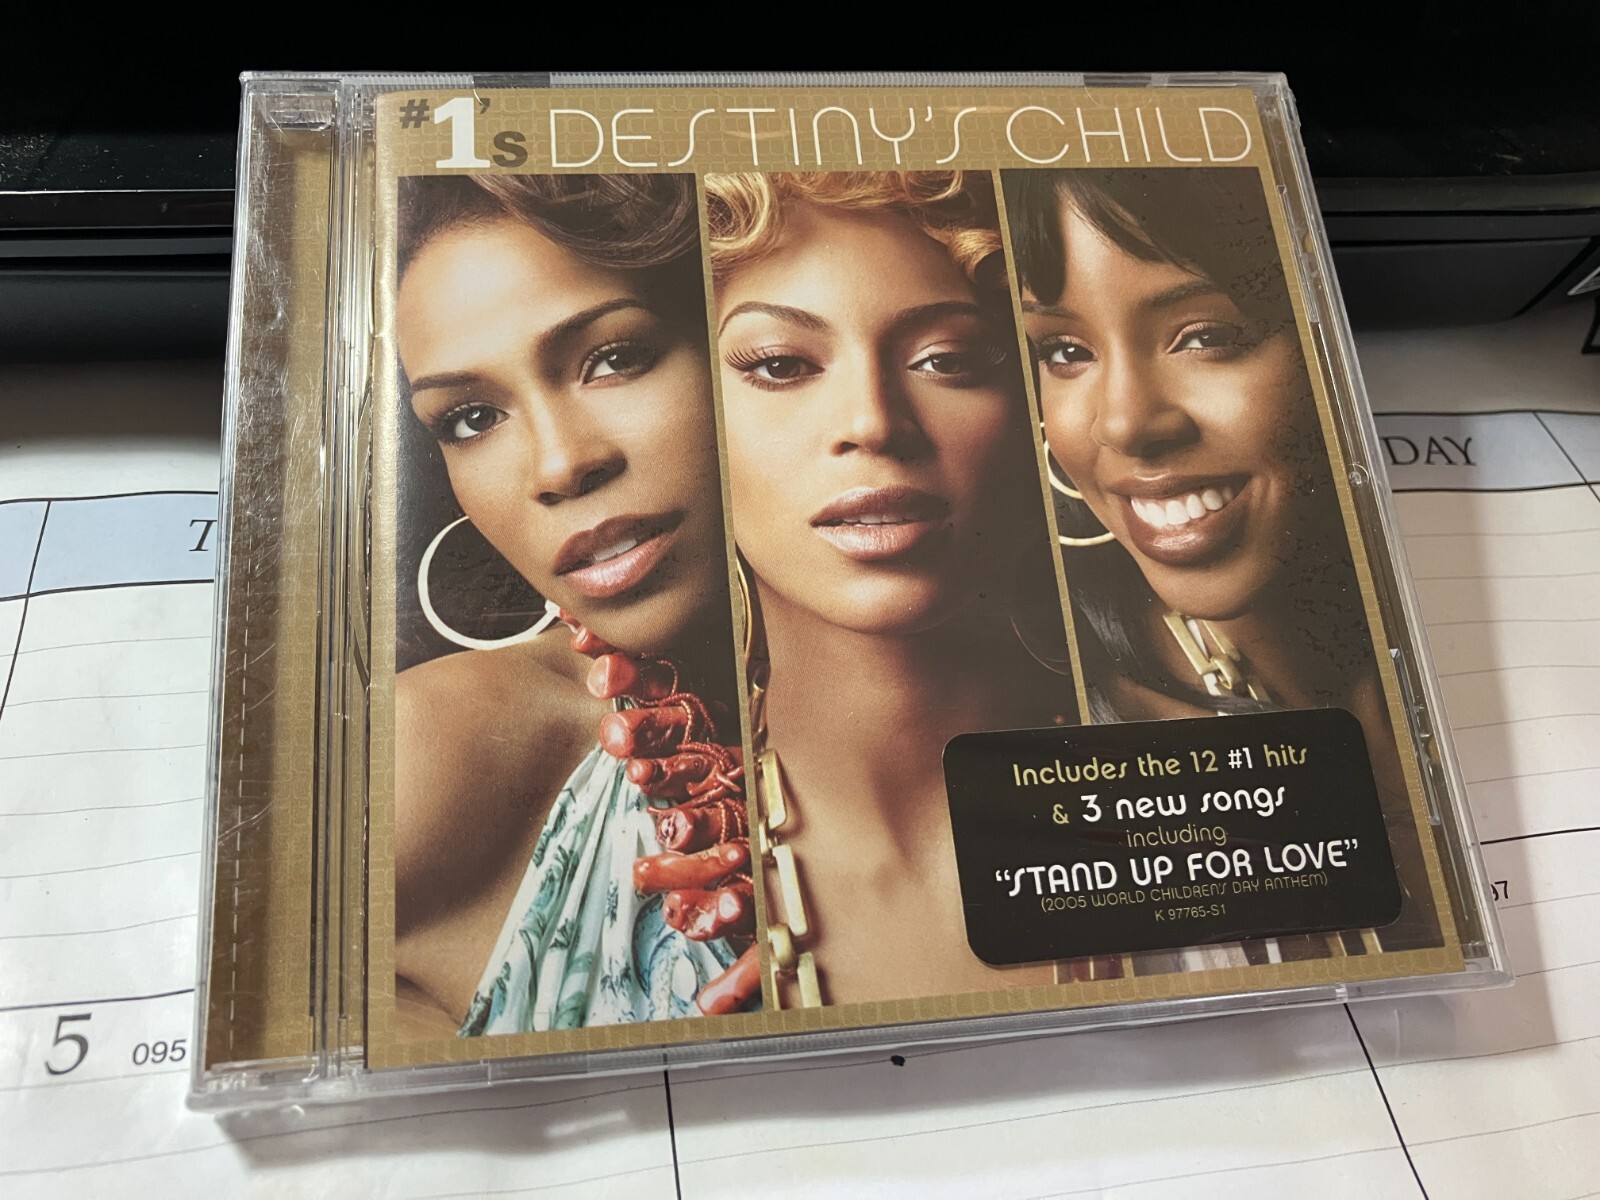 #1's DESTINY'S CHILD
Includes the 12 #1 hits
& 3 new songs
including
"STAND UP FOR LOVE"
(2005 WORLD CHILDREN'S DAY ANTHEM)
K 97765-S1
T
DAY
97
5 095